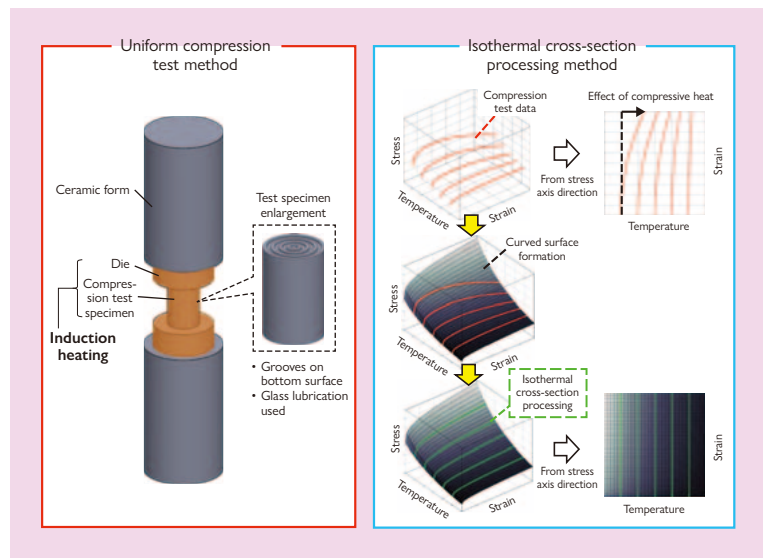 Uniform compression
test method
Ceramic form
Test specimen
enlargement
Die
Compres-
sion test
specimen
Induction
heating
• Grooves on
bottom surface
• Glass lubrication
used
Isothermal cross-section
processing method
Compression
test data
Effect of compressive heat
Stress
Temperature
Strain
From stress
axis direction
Strain
Temperature
Curved surface
formation
Stress
Temperature
Strain
Isothermal
cross-section
processing
Stress
Temperature
Strain
From stress
axis direction
Strain
Temperature